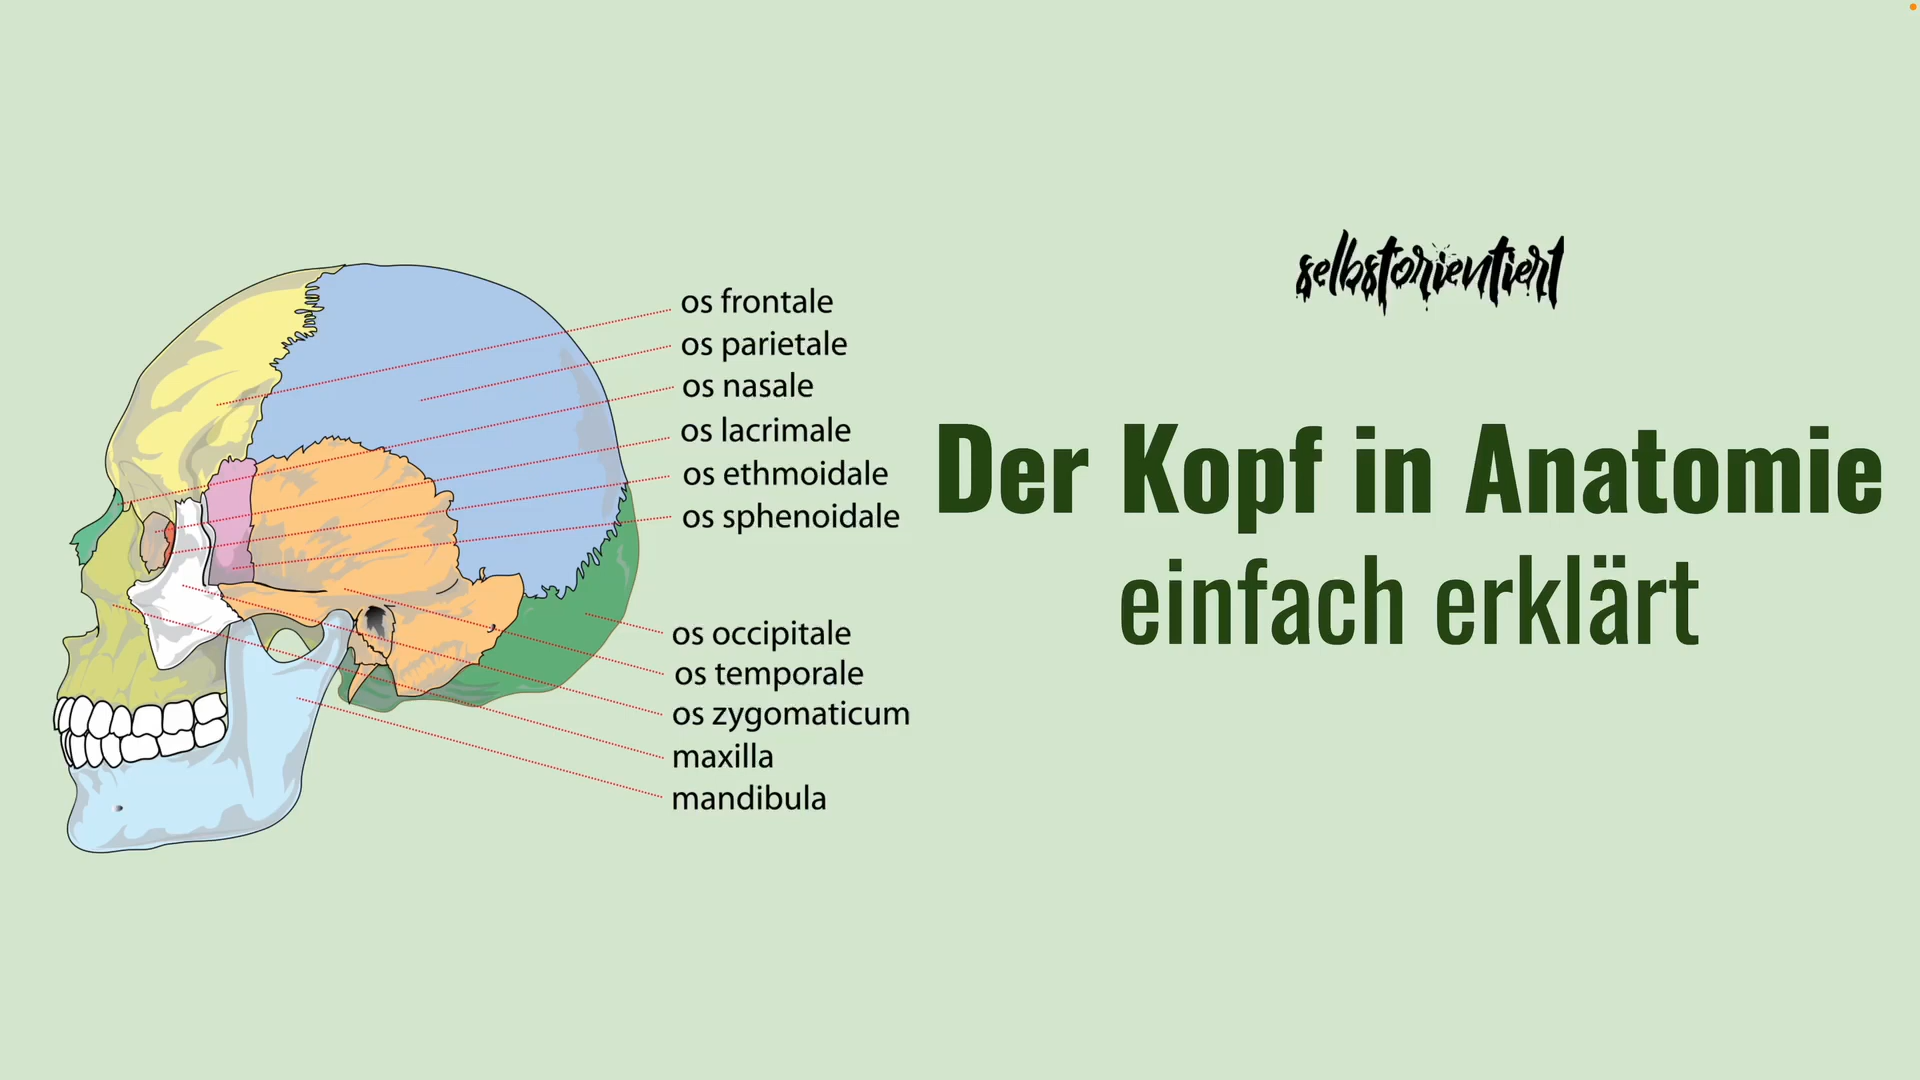 os frontale
os parietale
os nasale
os lacrimale
os ethmoidale
os sphenoidale
os occipitale
os temporale
os zygomaticum
maxilla
mandibula
selbstorientiert
Der Kopf in Anatomie
einfach erklärt